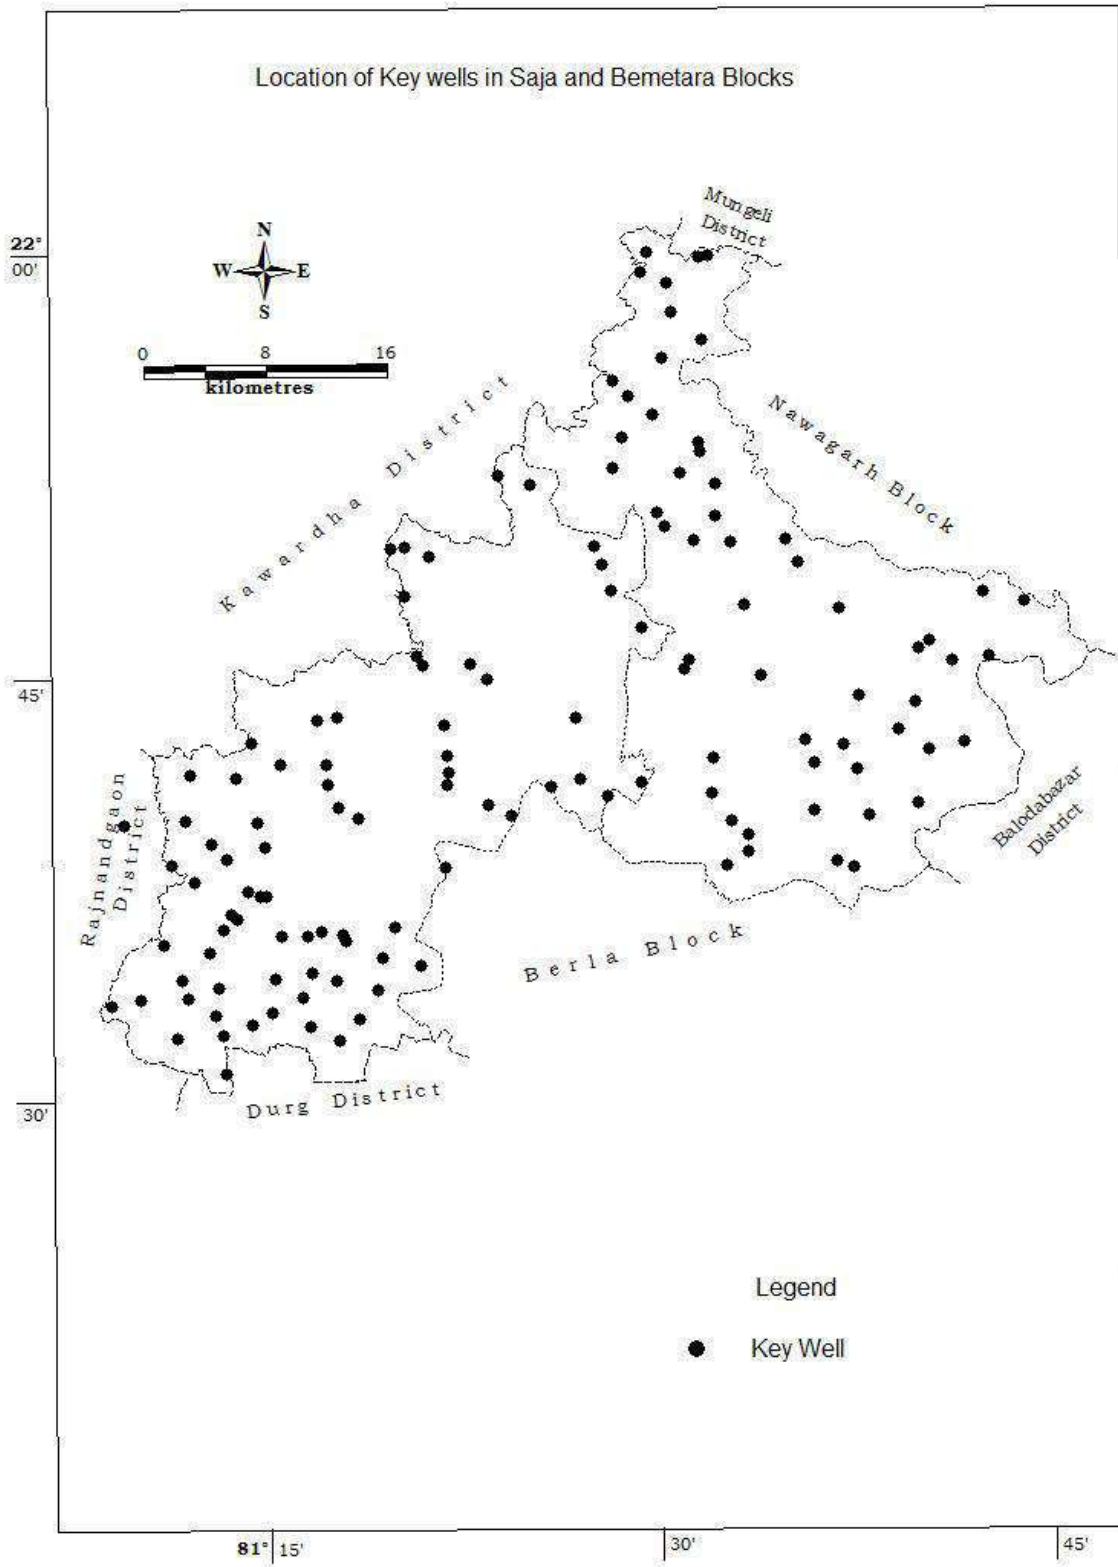 Location of Key wells in Saja and Bemetara Blocks
Mungeli
District
22°
00'
N
W E
S
0 8 16
kilometres
Kawardha District
Nawagarh Block
45'
Rajnandgaon
District
Balodabazar
District
Berla Block
30'
Durg District
Legend
Key Well
81° 15' 30' 45'